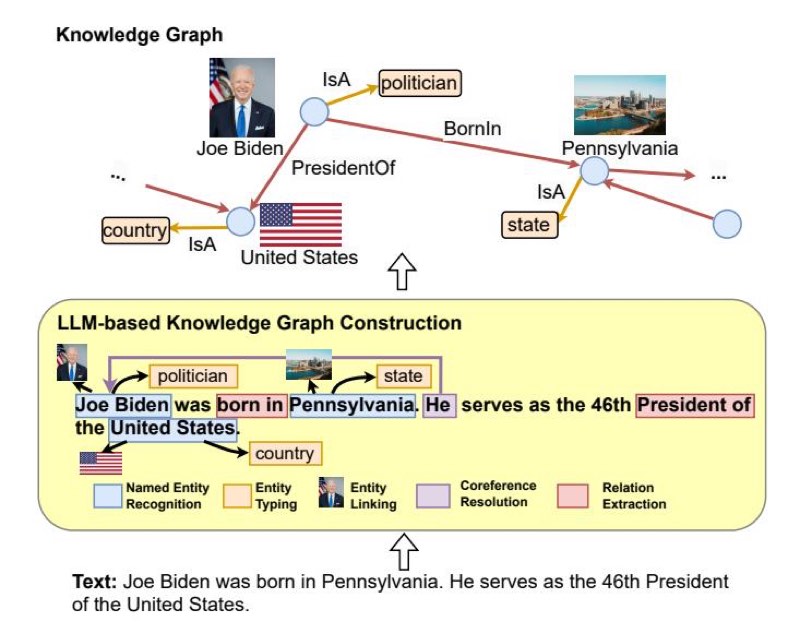 Knowledge Graph
IsA
politician
Joe Biden
BornIn
Pennsylvania
PresidentOf
...
...
IsA
country
IsA
state
United States
LLM-based Knowledge Graph Construction
politician
state
Joe Biden was born in Pennsylvania. He serves as the 46th President of
the United States.
country
Named Entity
Recognition
Entity
Typing
Entity
Linking
Coreference
Resolution
Relation
Extraction
Text: Joe Biden was born in Pennsylvania. He serves as the 46th President
of the United States.